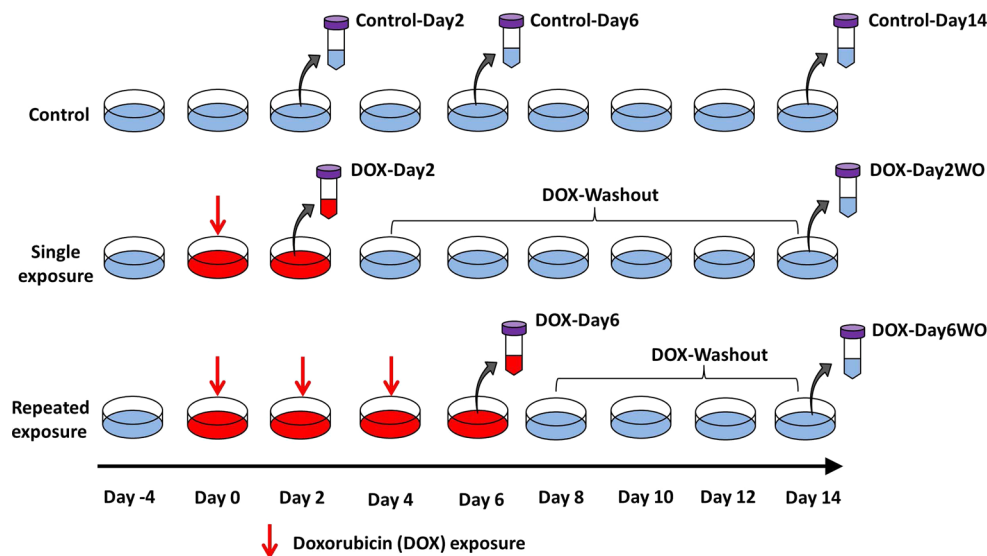 Control-Day2
Control-Day6
Control-Day14
Control
DOX-Day2
DOX-Day2WO
DOX-Washout
Single
exposure
DOX-Day6
DOX-Day6WO
DOX-Washout
Repeated
exposure
Day -4
Day 0
Day 2
Day 4
Day 6
Day 8
Day 10
Day 12
Day 14
Doxorubicin (DOX) exposure